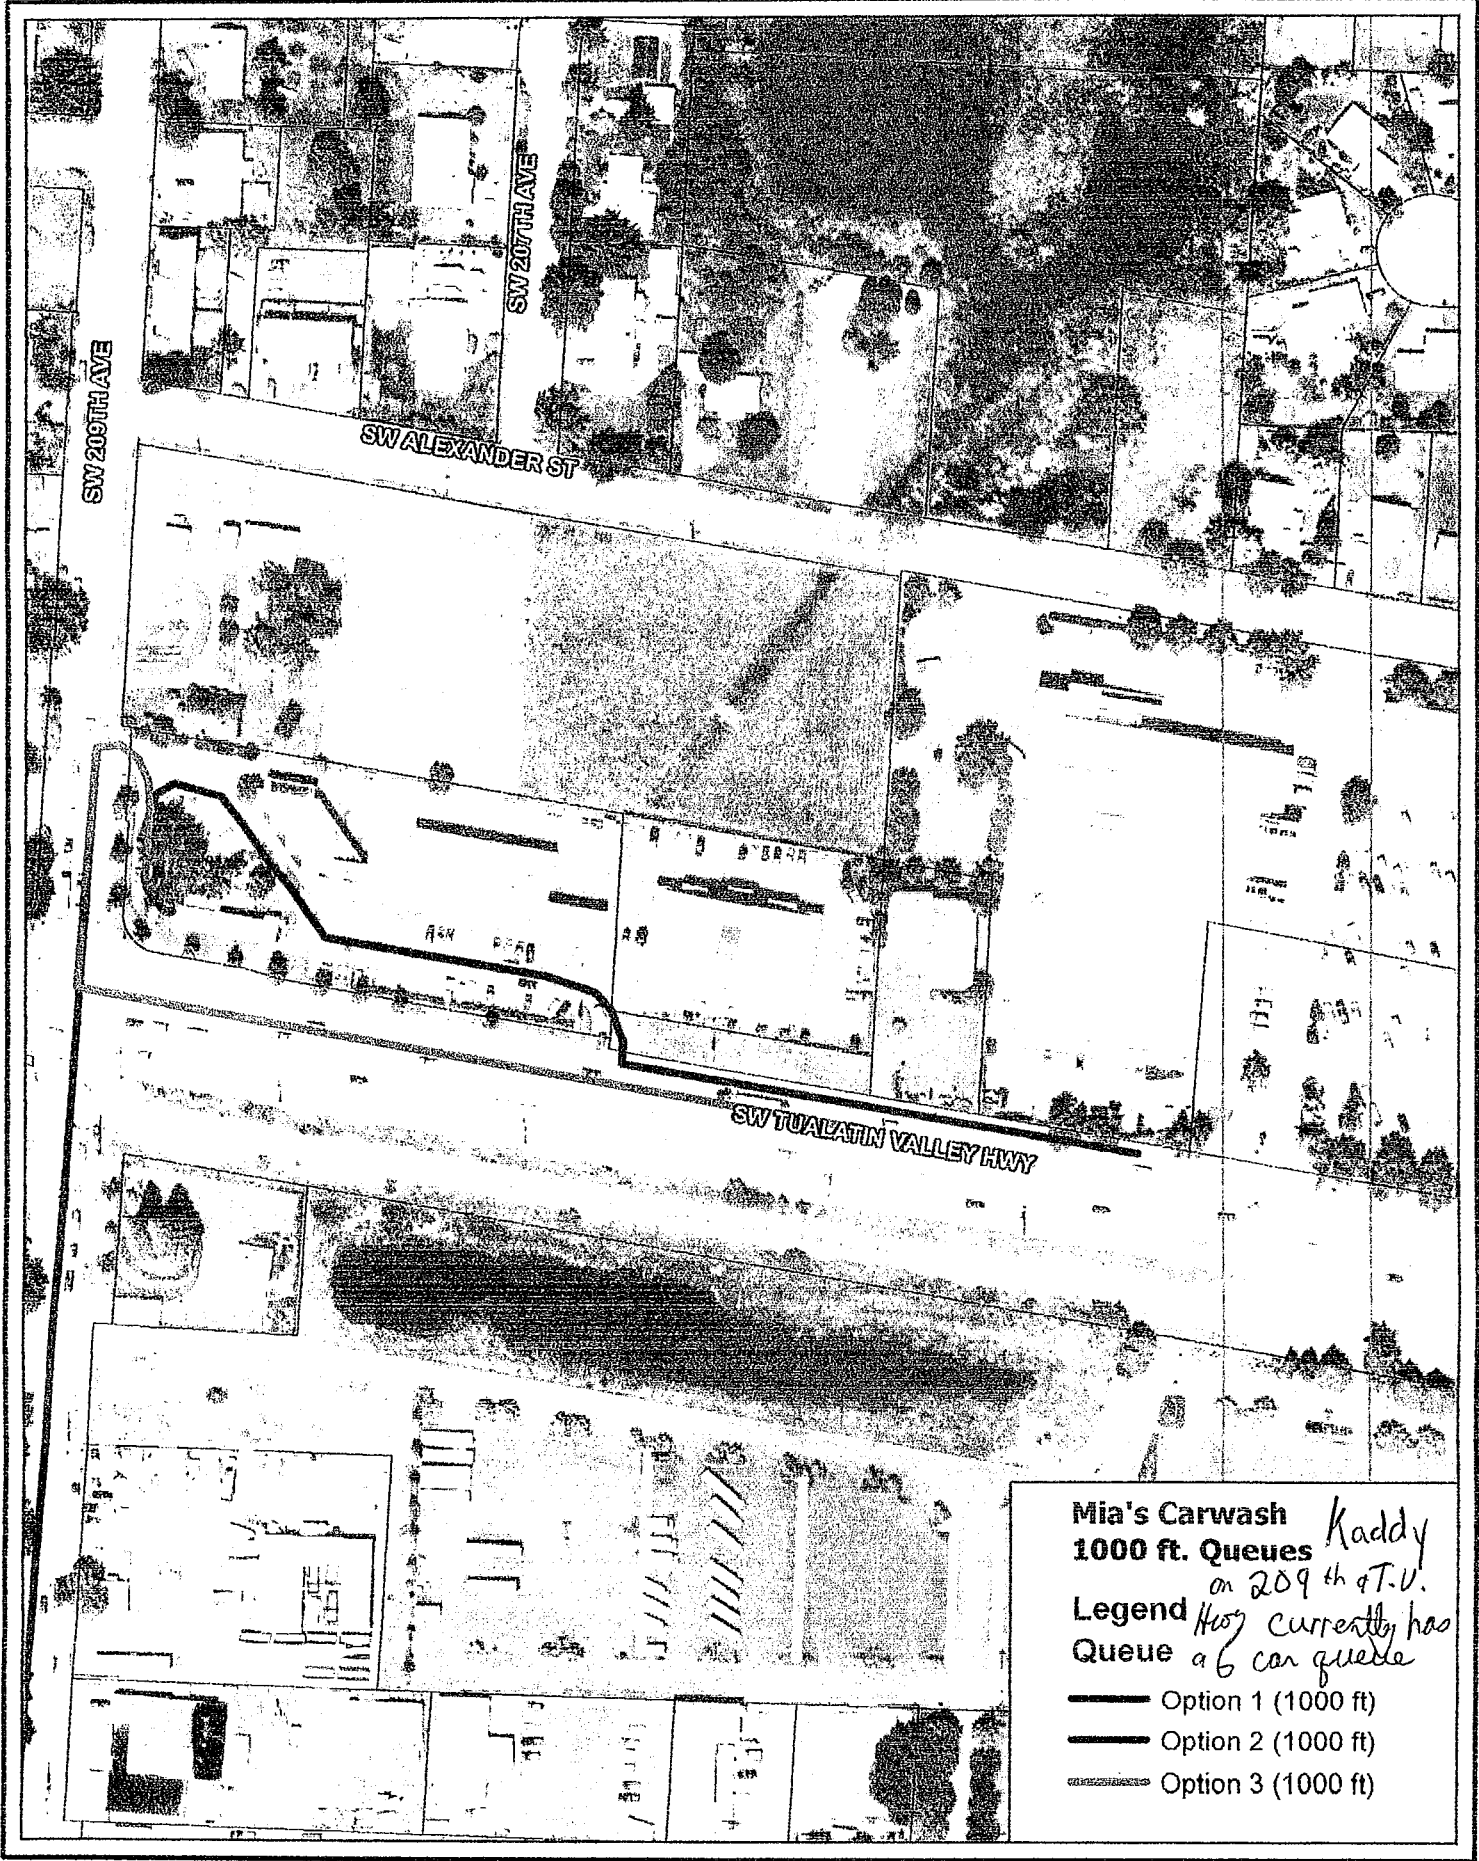 SW 207TH AVE
SW 209TH AVE
SW ALEXANDER ST
SW TUALATIN VALLEY HWY
Mia's Carwash
1000 ft. Queues Kaddy
on 209th & T.V.
Legend Hwy currently has
Queue a 6 car queue
Option 1 (1000 ft)
Option 2 (1000 ft)
Option 3 (1000 ft)